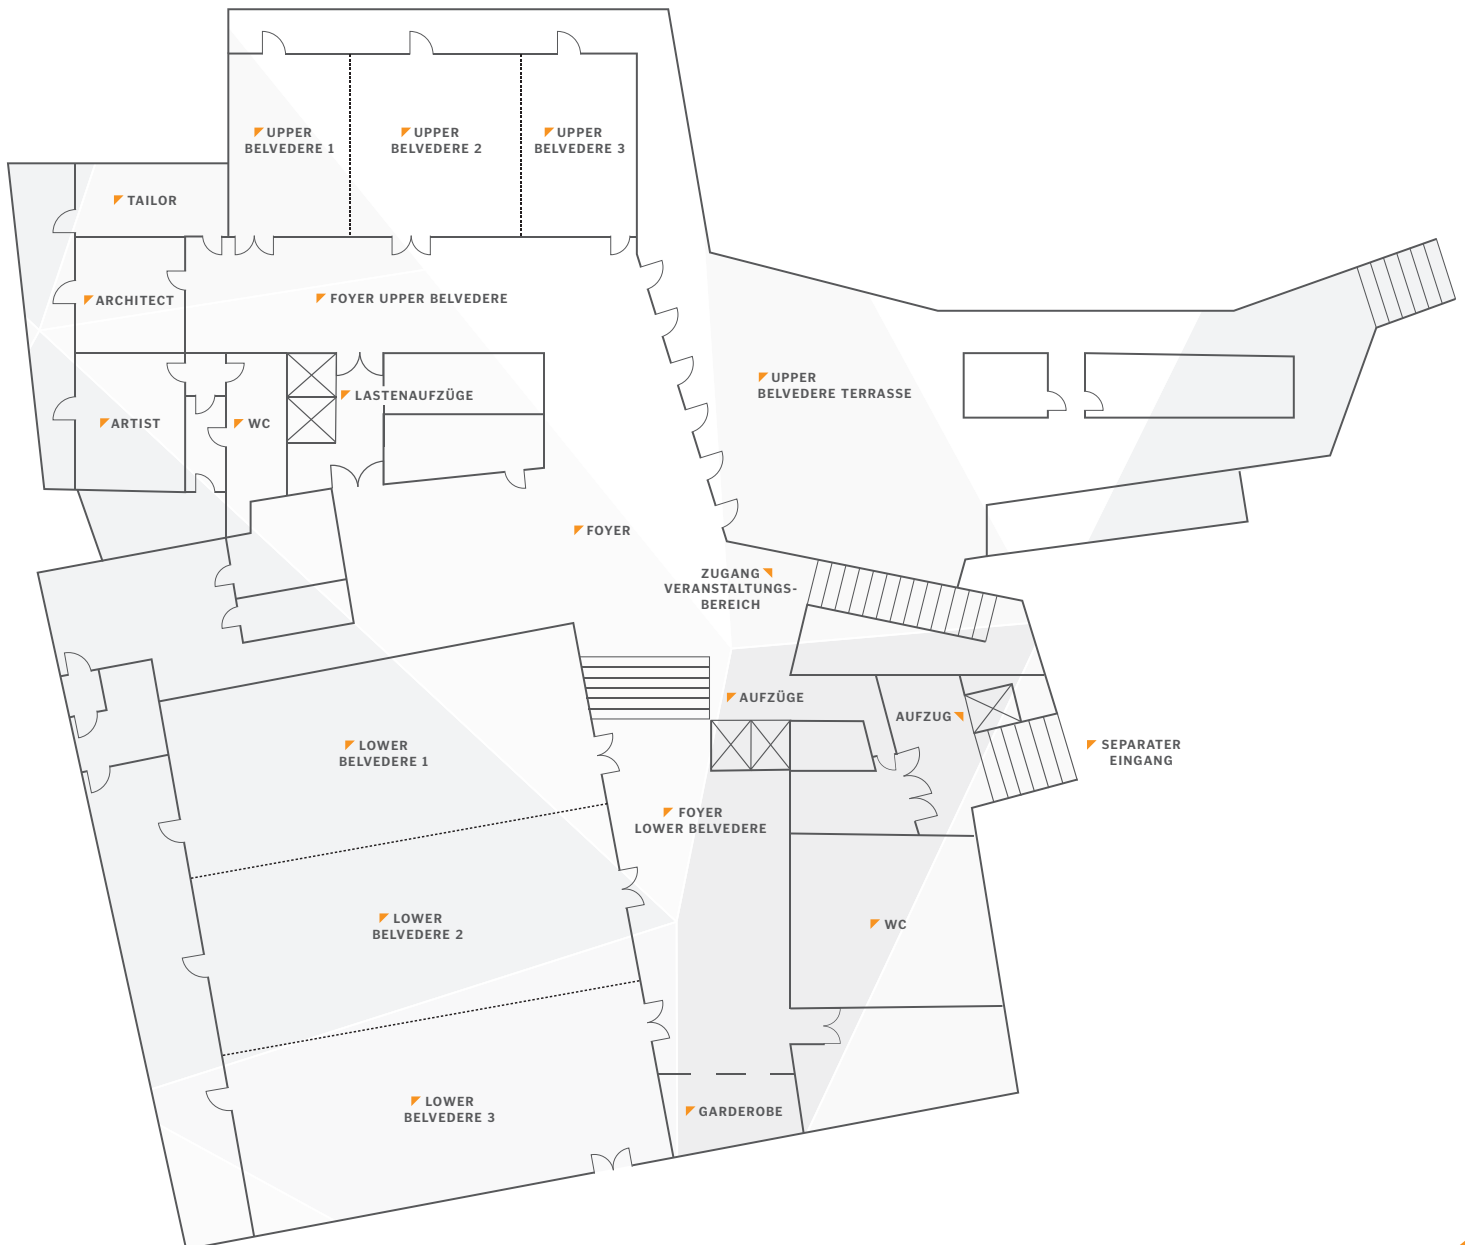 UPPER
BELVEDERE 1
UPPER
BELVEDERE 2
UPPER
BELVEDERE 3
TAILOR
ARCHITECT
FOYER UPPER BELVEDERE
UPPER
BELVEDERE TERRASSE
LASTENAUFZÜGE
ARTIST
WC
FOYER
ZUGANG
VERANSTALTUNGS-
BEREICH
AUFZÜGE
AUFZUG
SEPARATER
EINGANG
LOWER
BELVEDERE 1
FOYER
LOWER BELVEDERE
LOWER
BELVEDERE 2
WC
LOWER
BELVEDERE 3
GARDEROBE